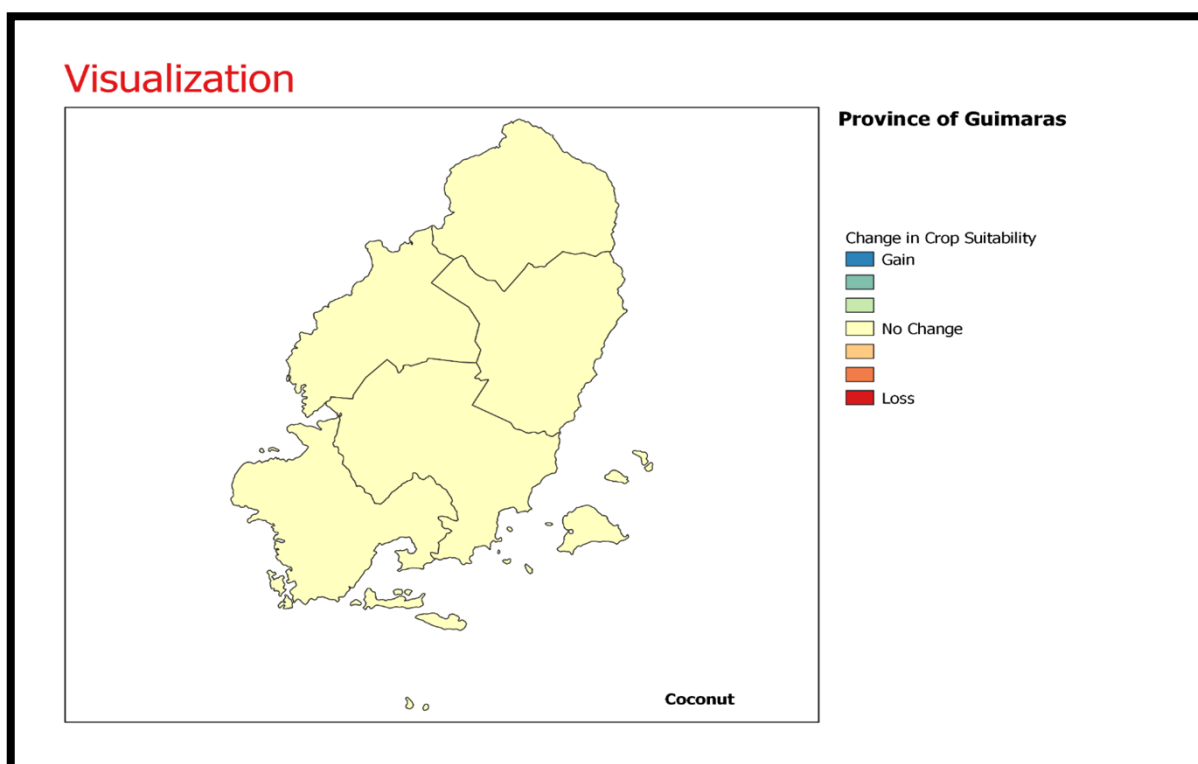 Visualization
Province of Guimaras
Change in Crop Suitability
Gain
No Change
Loss
Coconut